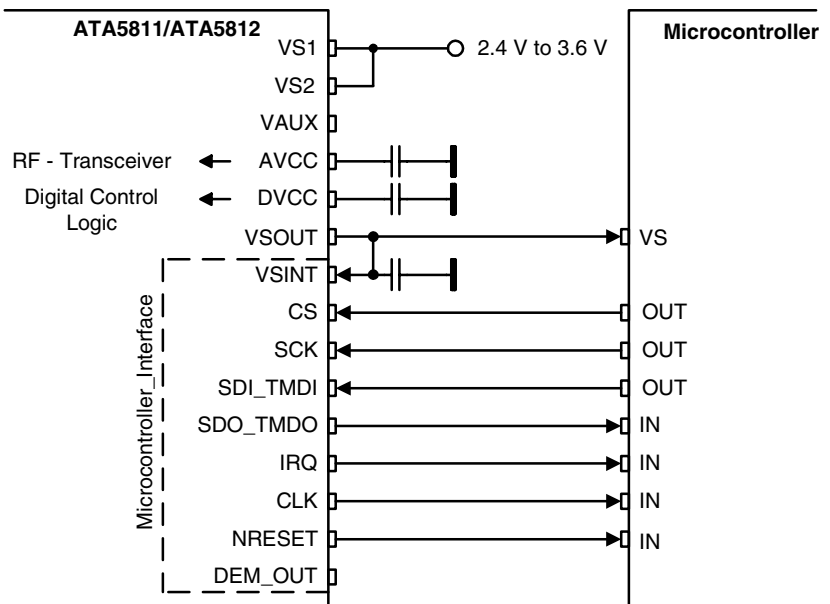 ATA5811/ATA5812
Microcontroller
VS1
2.4 V to 3.6 V
VS2
VAUX
RF - Transceiver
AVCC
Digital Control
Logic
DVCC
VSOUT
VS
VSINT
Microcontroller_Interface
CS
OUT
SCK
OUT
SDI_TMDI
OUT
SDO_TMDO
IN
IRQ
IN
CLK
IN
NRESET
IN
DEM_OUT